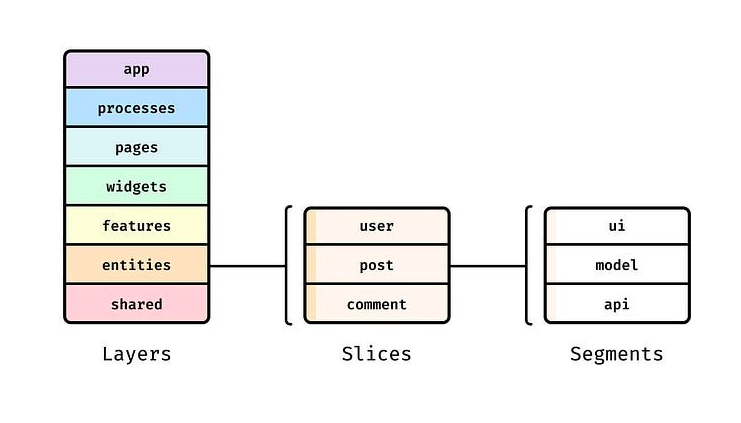 app
processes
pages
widgets
features
entities
shared
Layers
user
post
comment
Slices
ui
model
api
Segments